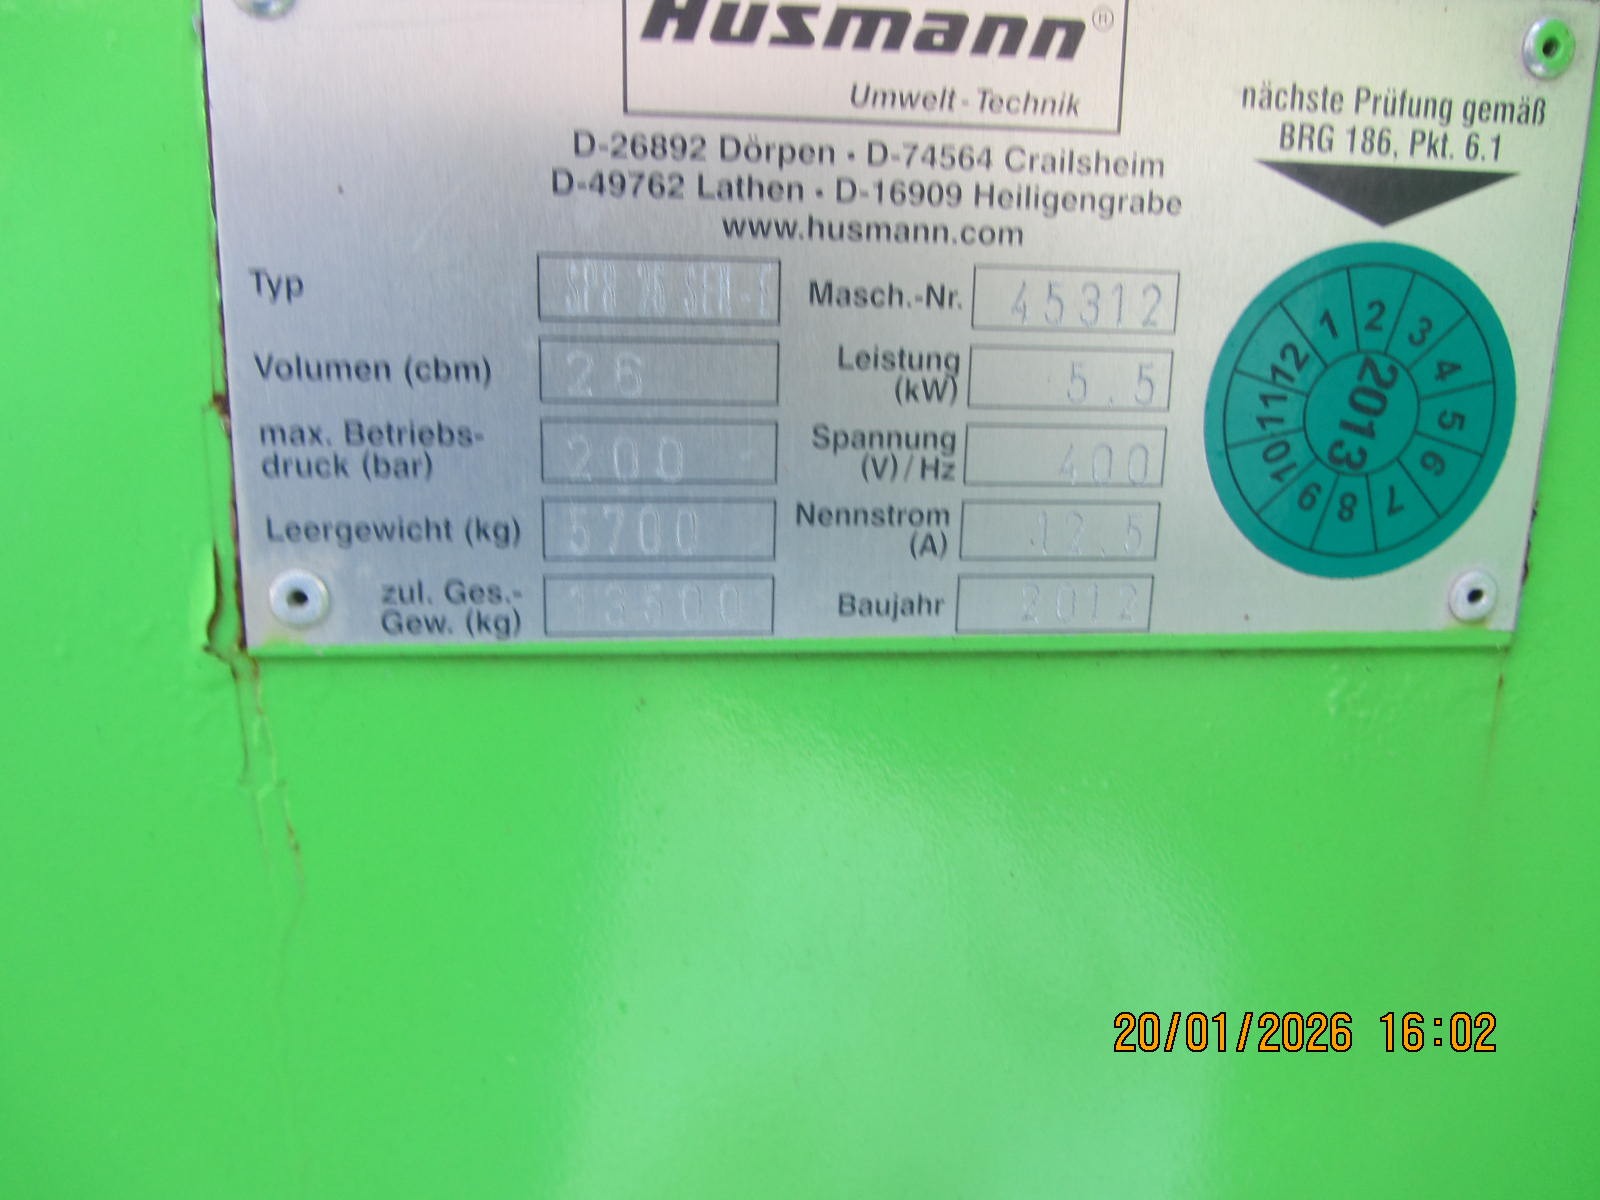 Husmann®
Umwelt-Technik
nächste Prüfung gemäß
BRG 186, Pkt. 6.1
D-26892 Dörpen • D-74564 Crailsheim
D-49762 Lathen • D-16909 Heiligengrabe
www.husmann.com
Typ
Masch.-Nr. 45312
Volumen (cbm) 26
Leistung
(kW) 5.5
max. Betriebs-
druck (bar) 200
Spannung
(V)/Hz 400
Leergewicht (kg) 5700
Nennstrom
(A) 12.5
zul. Ges.-
Gew. (kg) 13500
Baujahr 2012
1 2 3 4 5 6 7 8 9 10 11 12
2013
20/01/2026 16:02